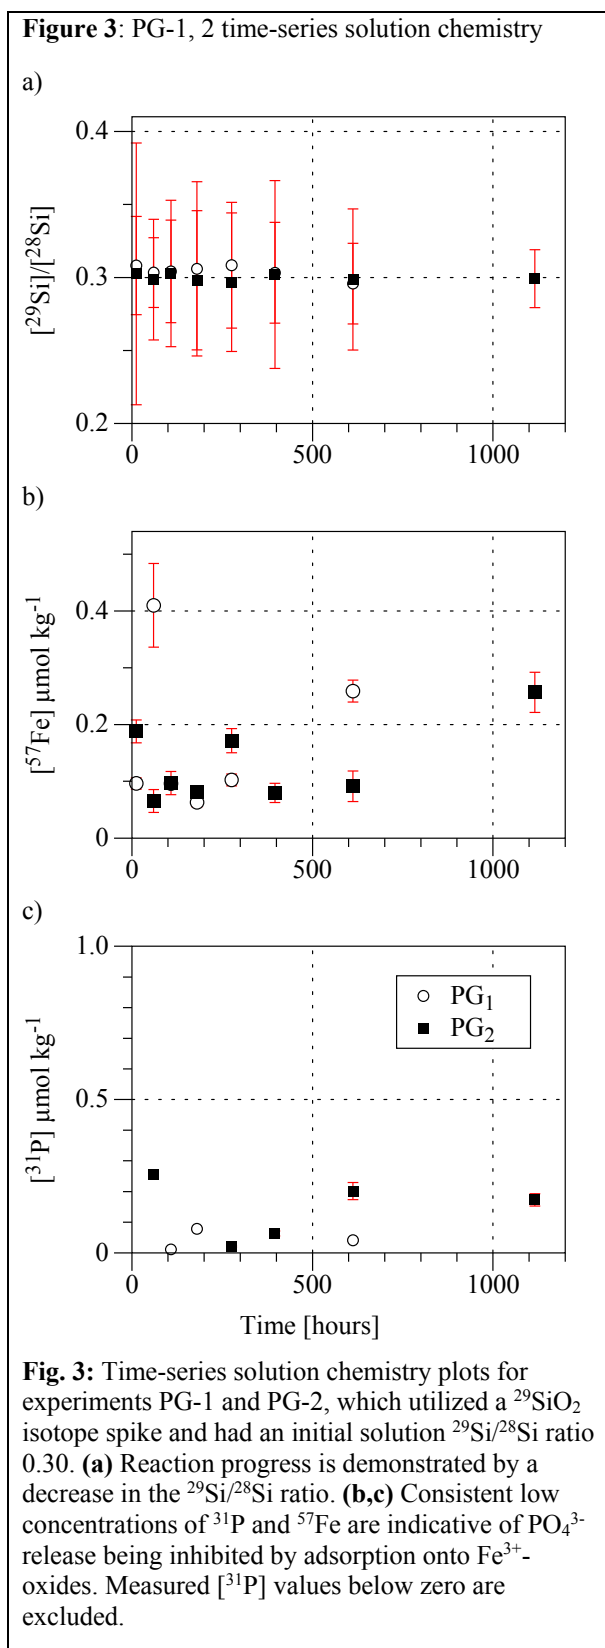 Figure 3: PG-1, 2 time-series solution chemistry
a)
0.4
0.3
0.2
[²⁹Si]/[²⁸Si]
0
500
1000
b)
0.4
0.2
0
[⁵⁷Fe] μmol kg⁻¹
0
500
1000
c)
1.0
0.5
0
[³¹P] μmol kg⁻¹
PG₁
PG₂
0
500
1000
Time [hours]
Fig. 3: Time-series solution chemistry plots for
experiments PG-1 and PG-2, which utilized a ²⁹SiO₂
isotope spike and had an initial solution ²⁹Si/²⁸Si ratio
0.30. (a) Reaction progress is demonstrated by a
decrease in the ²⁹Si/²⁸Si ratio. (b,c) Consistent low
concentrations of ³¹P and ⁵⁷Fe are indicative of PO₄³⁻
release being inhibited by adsorption onto Fe³⁺-
oxides. Measured [³¹P] values below zero are
excluded.